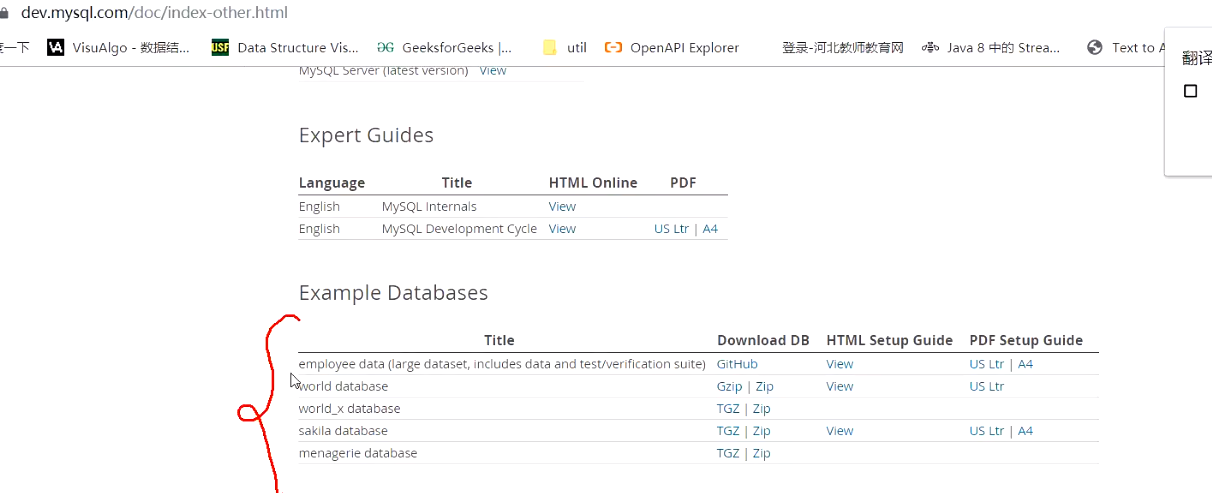 dev.mysql.com/doc/index-other.html
一下 VisuAlgo - 数据结... Data Structure Vis... GeeksforGeeks |... util OpenAPI Explorer 登录-河北教师教育网 Java 8 中的 Strea... Text to A
翻译
MySQL Server (latest version) View
Expert Guides
Language Title HTML Online PDF
English MySQL Internals View
English MySQL Development Cycle View US Ltr | A4
Example Databases
Title Download DB HTML Setup Guide PDF Setup Guide
employee data (large dataset, includes data and test/verification suite) GitHub View US Ltr | A4
world database Gzip | Zip View US Ltr
world_x database TGZ | Zip
sakila database TGZ | Zip View US Ltr | A4
menagerie database TGZ | Zip